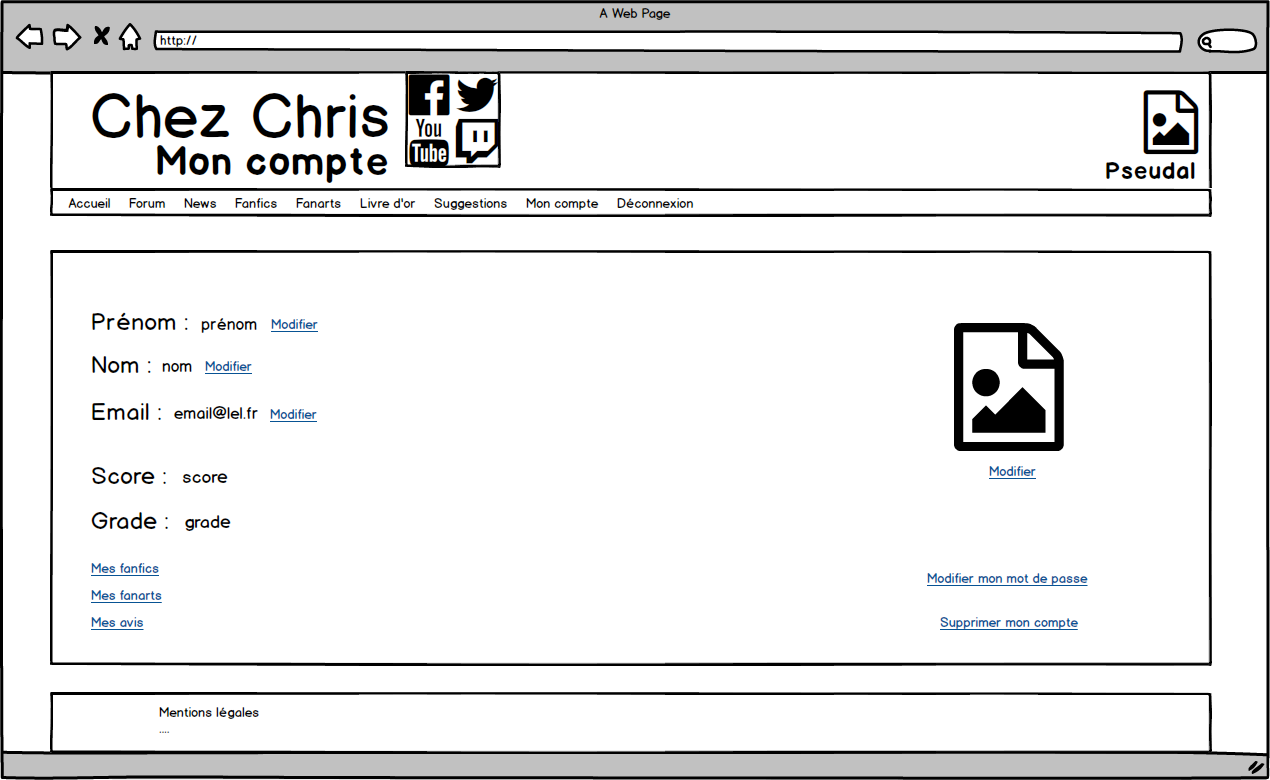 A Web Page
http://
Chez Chris
Mon compte
You
Tube
Pseudal
Accueil Forum News Fanfics Fanarts Livre d'or Suggestions Mon compte Déconnexion
Prénom : prénom Modifier
Nom : nom Modifier
Email : email@lel.fr Modifier
Modifier
Score : score
Grade : grade
Mes fanfics
Mes fanarts
Mes avis
Modifier mon mot de passe
Supprimer mon compte
Mentions légales
....